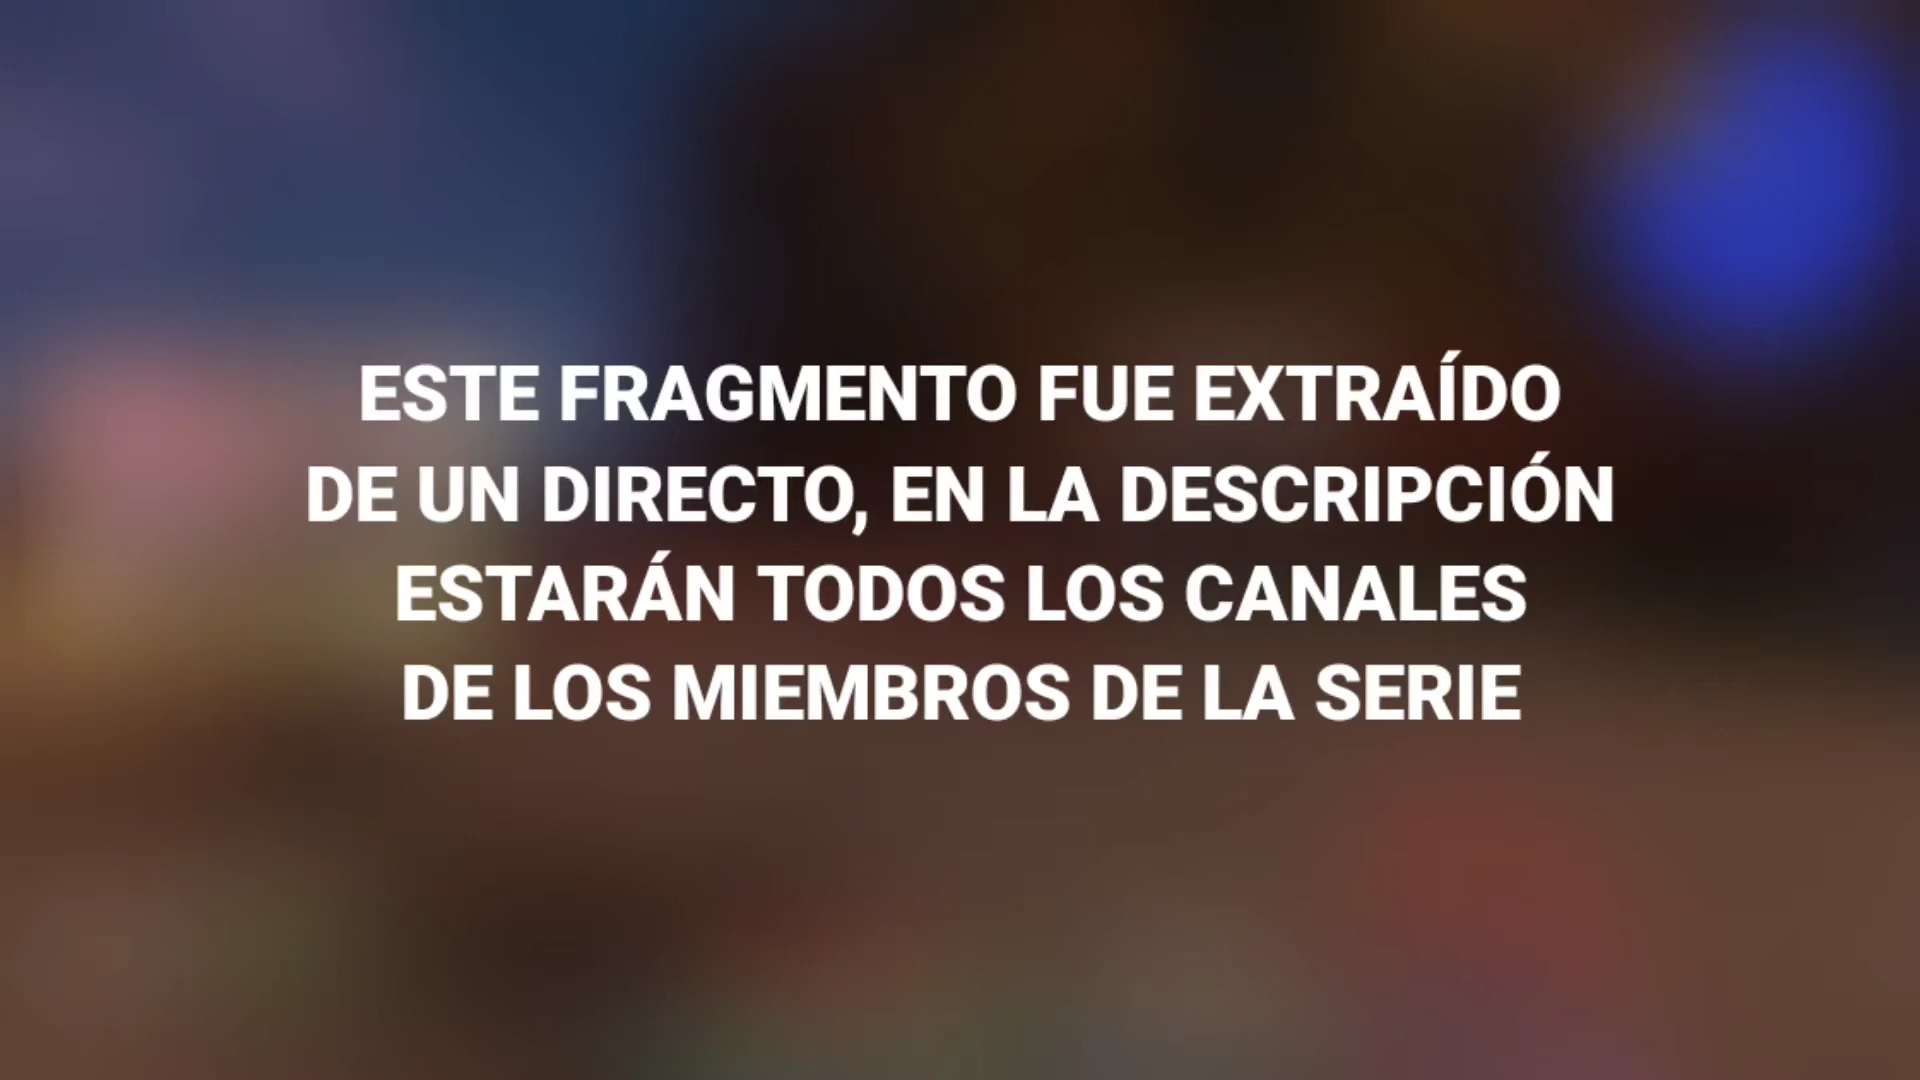 ESTE FRAGMENTO FUE EXTRAÍDO
DE UN DIRECTO, EN LA DESCRIPCIÓN
ESTARÁN TODOS LOS CANALES
DE LOS MIEMBROS DE LA SERIE